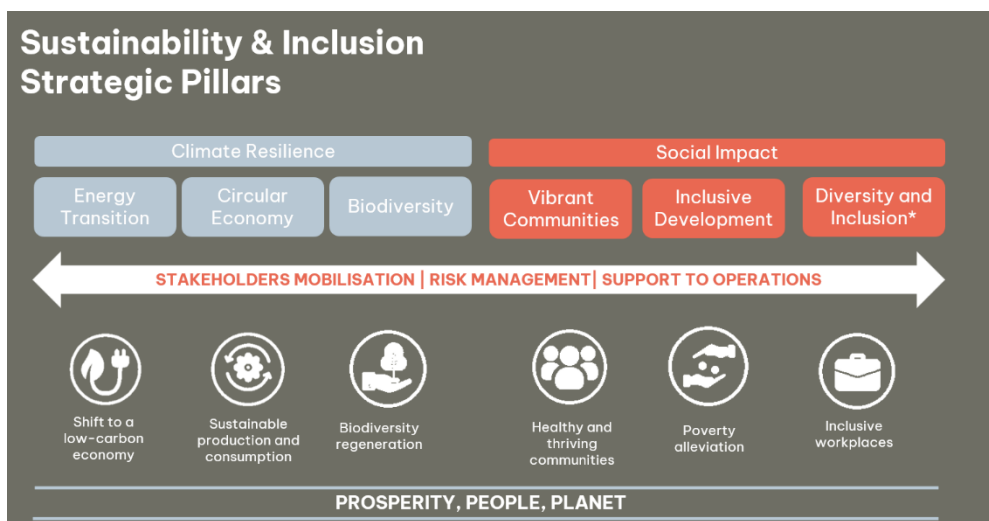 Sustainability & Inclusion
Strategic Pillars
Climate Resilience
Social Impact
Energy
Transition
Circular
Economy
Biodiversity
Vibrant
Communities
Inclusive
Development
Diversity and
Inclusion*
STAKEHOLDERS MOBILISATION | RISK MANAGEMENT| SUPPORT TO OPERATIONS
Shift to a
low-carbon
economy
Sustainable
production and
consumption
Biodiversity
regeneration
Healthy and
thriving
communities
Poverty
alleviation
Inclusive
workplaces
PROSPERITY, PEOPLE, PLANET